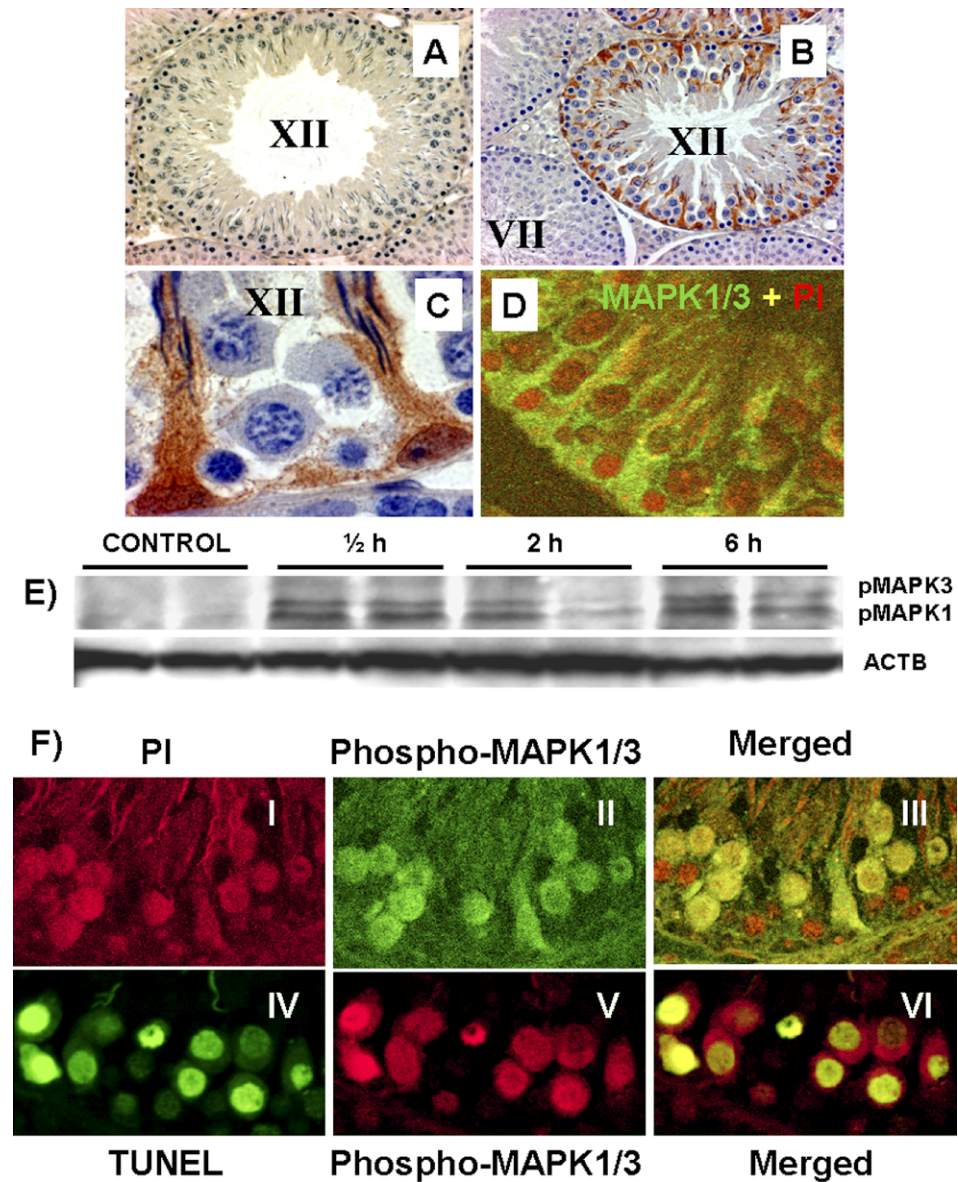 A
XII
B
XII
VII
C
XII
D
MAPK1/3 + PI
CONTROL ½ h 2 h 6 h
E)
pMAPK3
pMAPK1
ACTB
F)
PI Phospho-MAPK1/3 Merged
I II III
IV V VI
TUNEL Phospho-MAPK1/3 Merged